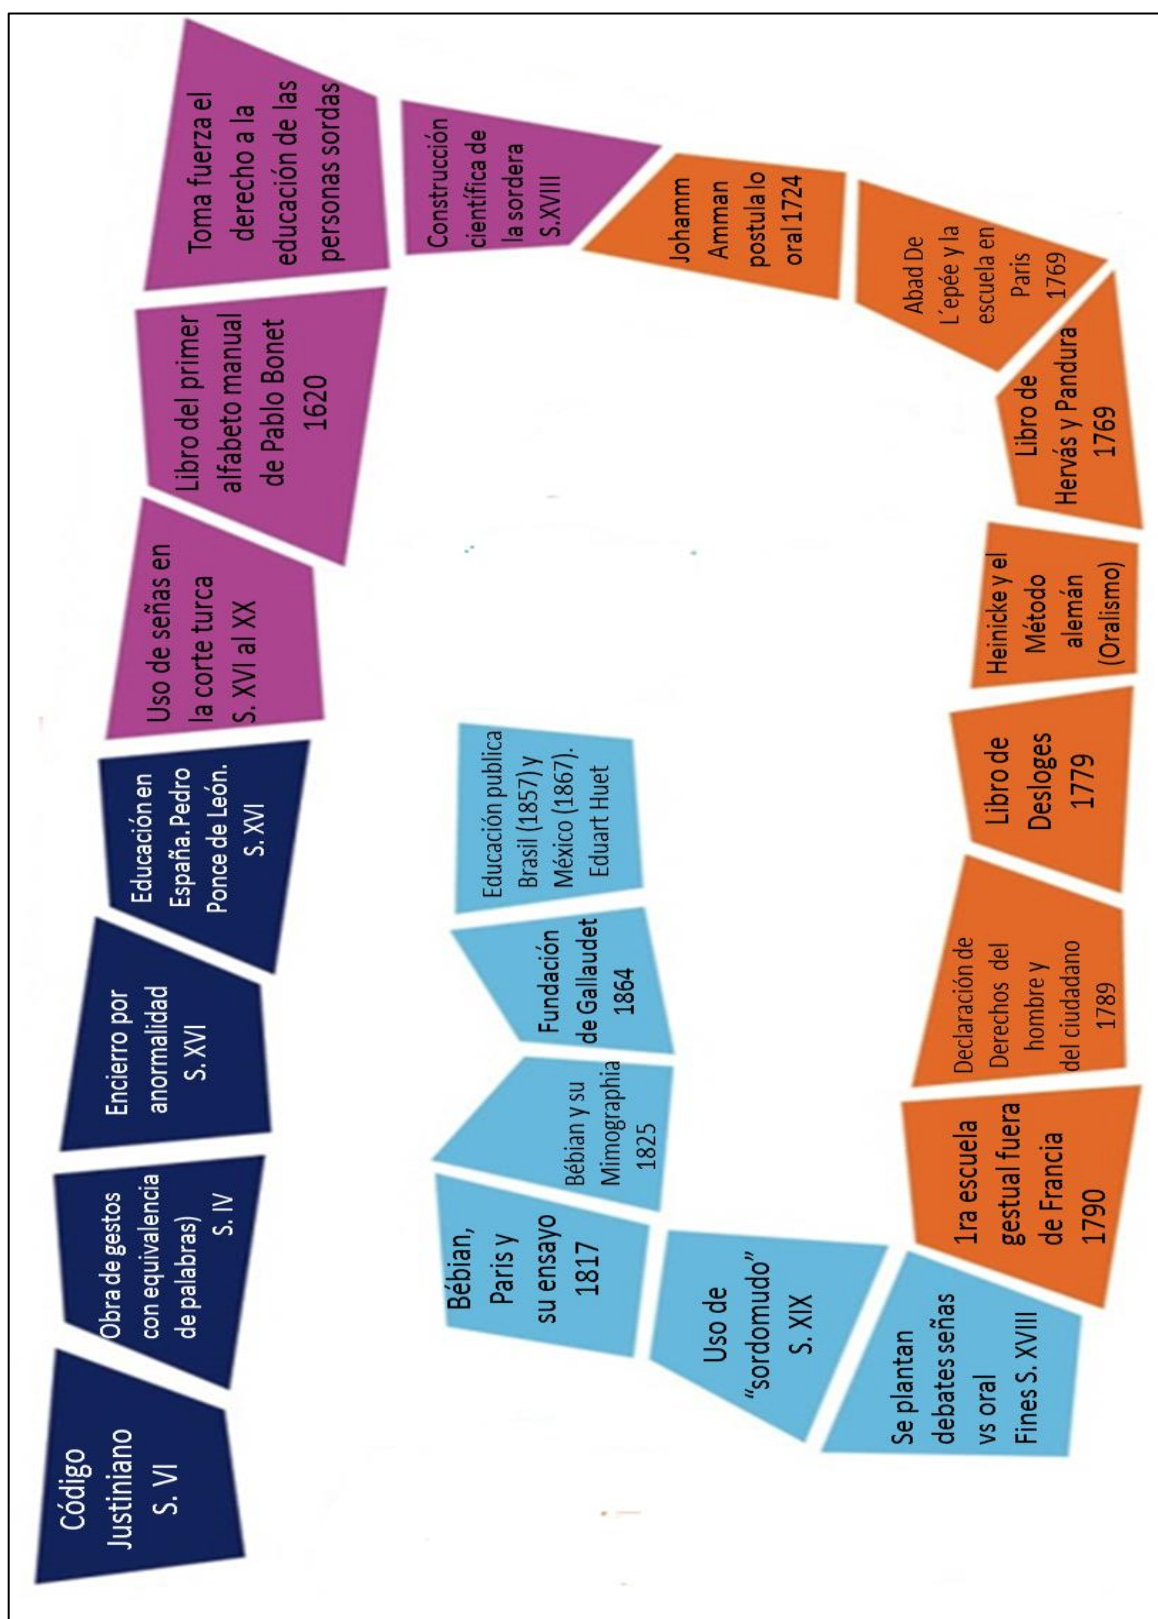 Código
Justiniano
S. VI
Obra de gestos
con equivalencia
de palabras)
S. IV
Encierro por
anormalidad
S. XVI
Educación en
España. Pedro
Ponce de León.
S. XVI
Uso de señas en
la corte turca
S. XVI al XX
Libro del primer
alfabeto manual
de Pablo Bonet
1620
Toma fuerza el
derecho a la
educación de las
personas sordas
Construcción
científica de
la sordera
S.XVIII
Johamm
Amman
postula lo
oral 1724
Abad De
L´epée y la
escuela en
Paris
1769
Libro de
Hervás y Pandura
1769
Heinicke y el
Método
alemán
(Oralismo)
Libro de
Desloges
1779
Declaración de
Derechos del
hombre y
del ciudadano
1789
1ra escuela
gestual fuera
de Francia
1790
Se plantan
debates señas
vs oral
Fines S. XVIII
Uso de
“sordomudo”
S. XIX
Bébian,
Paris y
su ensayo
1817
Bébian y su
Mimographia
1825
Fundación
de Gallaudet
1864
Educación publica
Brasil (1857) y
México (1867).
Eduart Huet